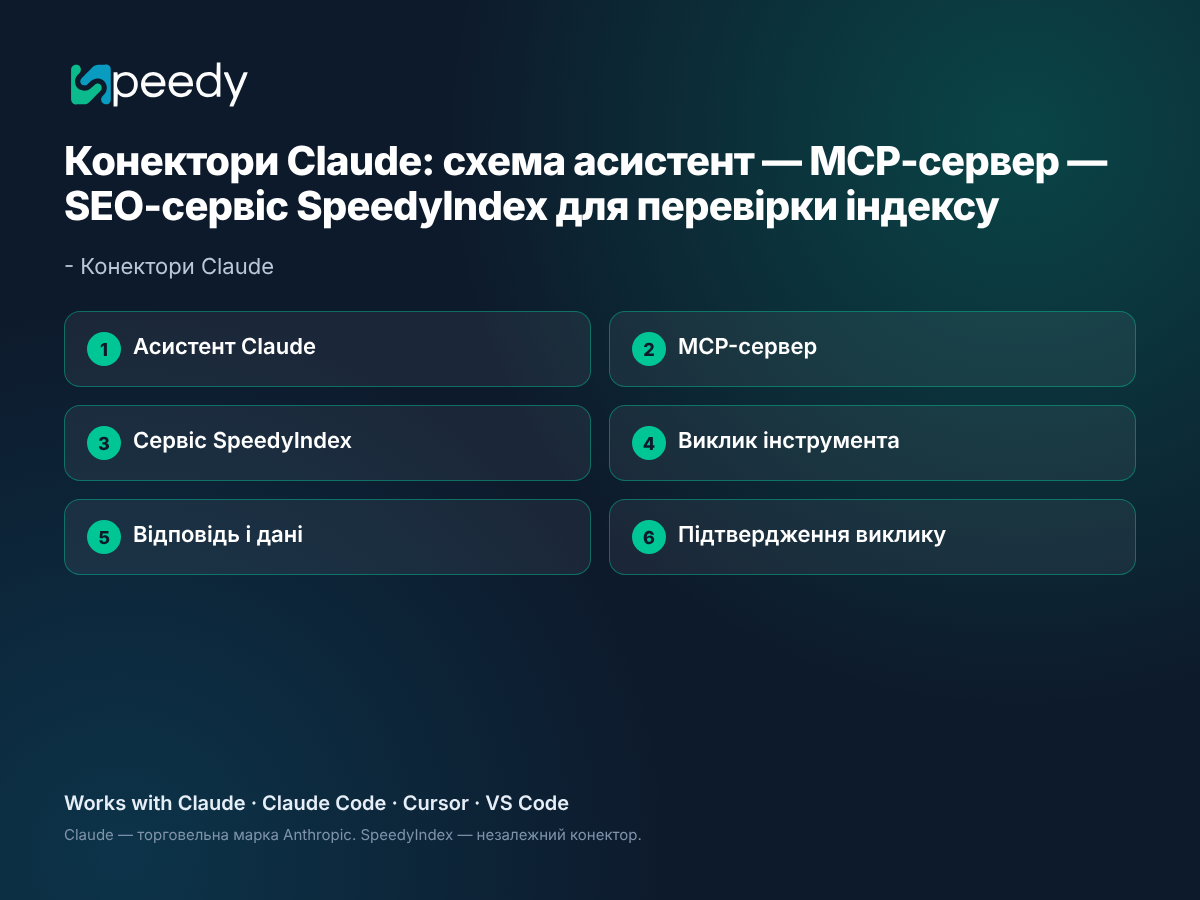 Speedy
Конектори Claude: схема асистент — MCP-сервер —
SEO-сервіс SpeedyIndex для перевірки індексу
- Конектори Claude
1 Асистент Claude
2 MCP-сервер
3 Сервіс SpeedyIndex
4 Виклик інструмента
5 Відповідь і дані
6 Підтвердження виклику
Works with Claude · Claude Code · Cursor · VS Code
Claude — торговельна марка Anthropic. SpeedyIndex — незалежний конектор.